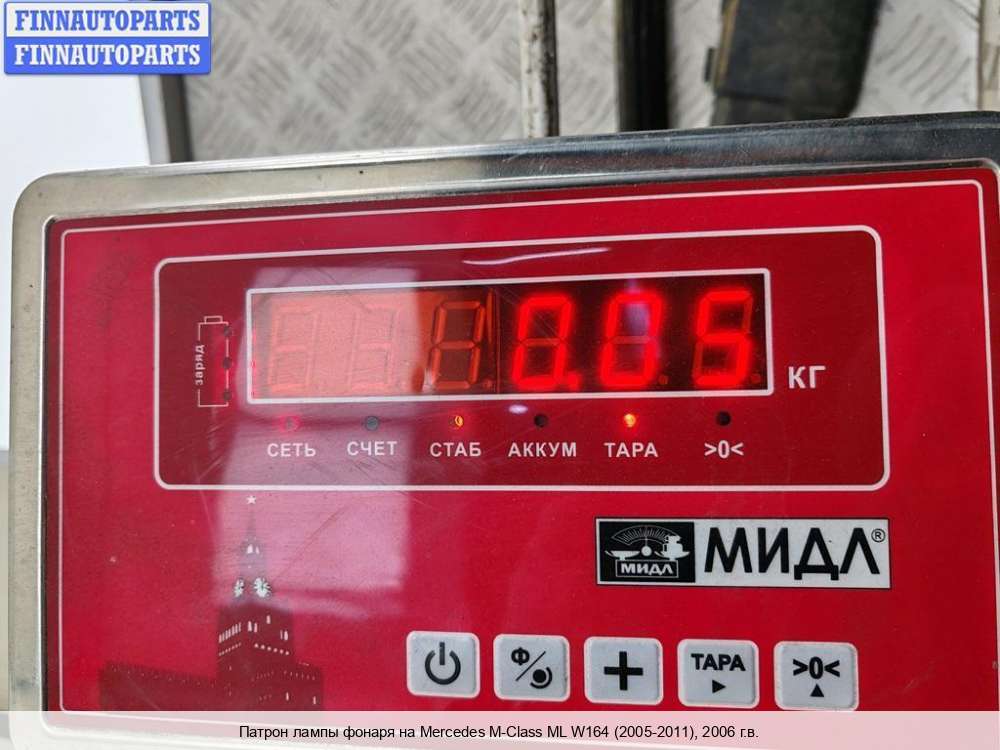 FINNAUTOPARTS
FINNAUTOPARTS
0.05
КГ
заряд
СЕТЬ СЧЕТ СТАБ АККУМ ТАРА >0<
МИДЛ МИДЛ®
Ф ТАРА >0<
Патрон лампы фонаря на Mercedes M-Class ML W164 (2005-2011), 2006 г.в.